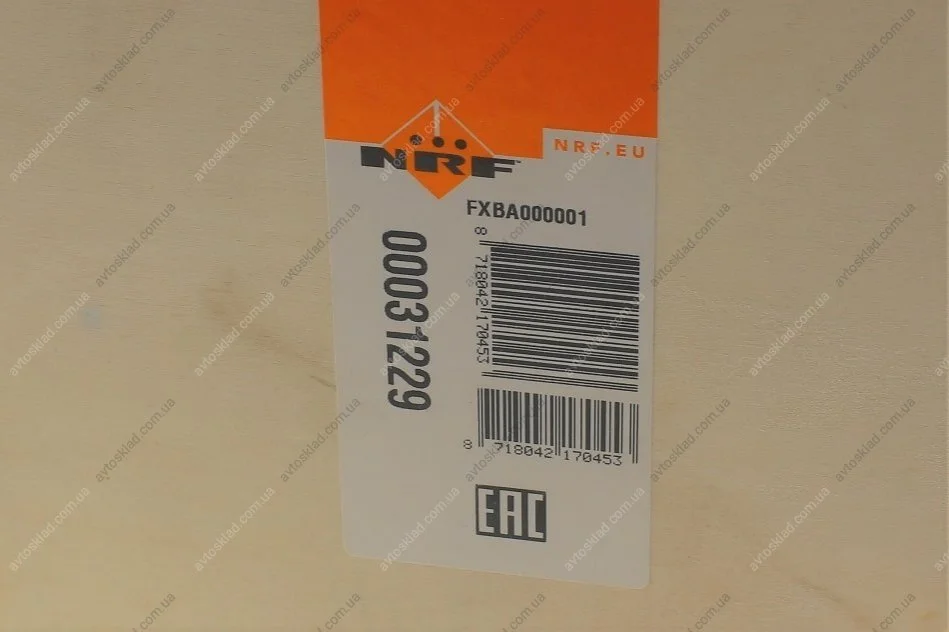 NRF
NRF.EU
FXBA000001
00031229
8 718042 170453
8 718042 170453
EAC
avtosklad.com.ua